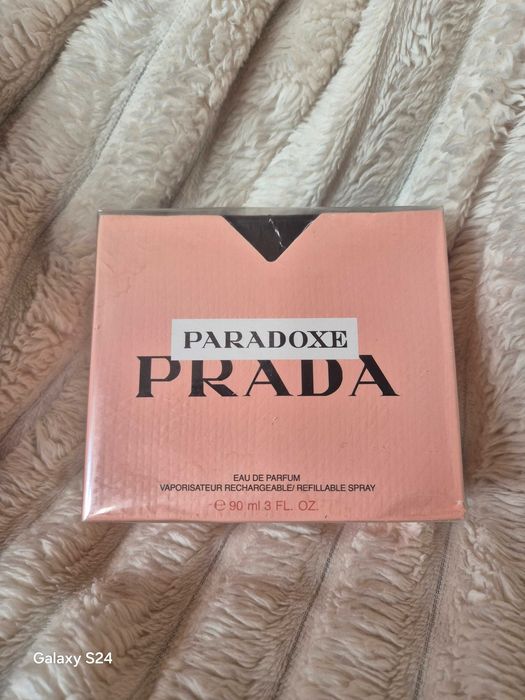 PARADOXE
PRADA
EAU DE PARFUM
VAPORISATEUR RECHARGEABLE/ REFILLABLE SPRAY
℮ 90 ml 3 FL. OZ.
Galaxy S24